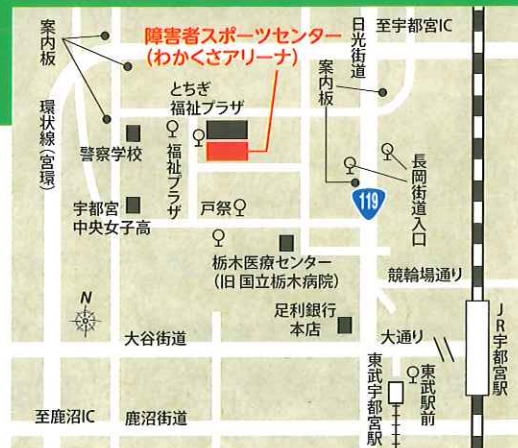 案内板
障害者スポーツセンター
(わかくさアリーナ)
日光街道
至宇都宮IC
案内板
とちぎ
福祉プラザ
環状線(宮環)
警察学校
福祉プラザ
長岡街道入口
119
宇都宮
中央女子高
戸祭
栃木医療センター
(旧 国立栃木病院)
競輪場通り
N
足利銀行
本店
大谷街道
大通り
JR宇都宮駅
東武宇都宮駅
東武駅前
至鹿沼IC
鹿沼街道